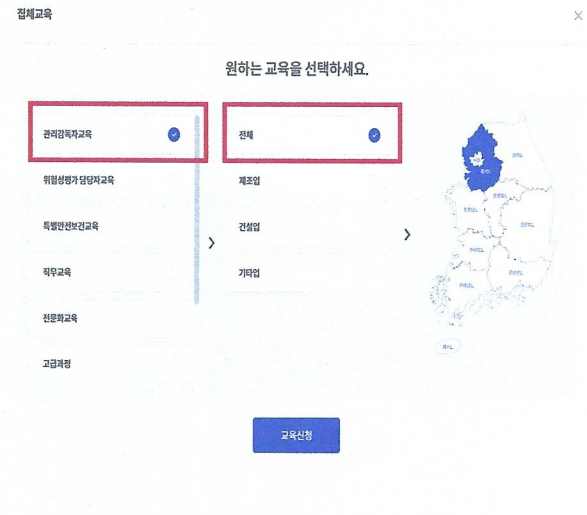 집체교육
X
원하는 교육을 선택하세요.
관리감독자교육
위험성평가 담당자교육
특별안전보건교육
직무교육
전문화교육
고급과정
전체
제조업
건설업
기타업
교육신청